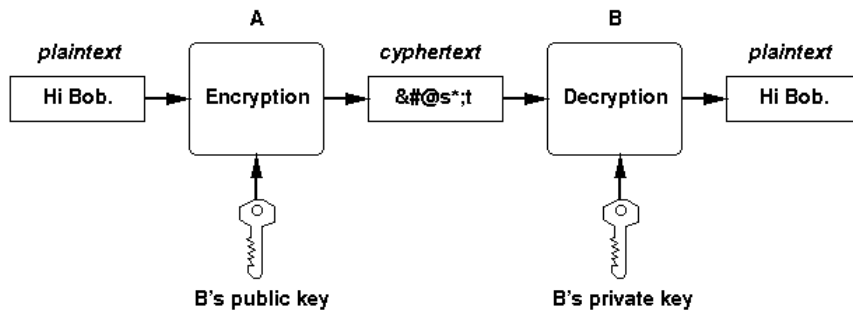 A
B
plaintext
cyphertext
plaintext
Hi Bob.
Encryption
&#@s*;t
Decryption
Hi Bob.
B's public key
B's private key